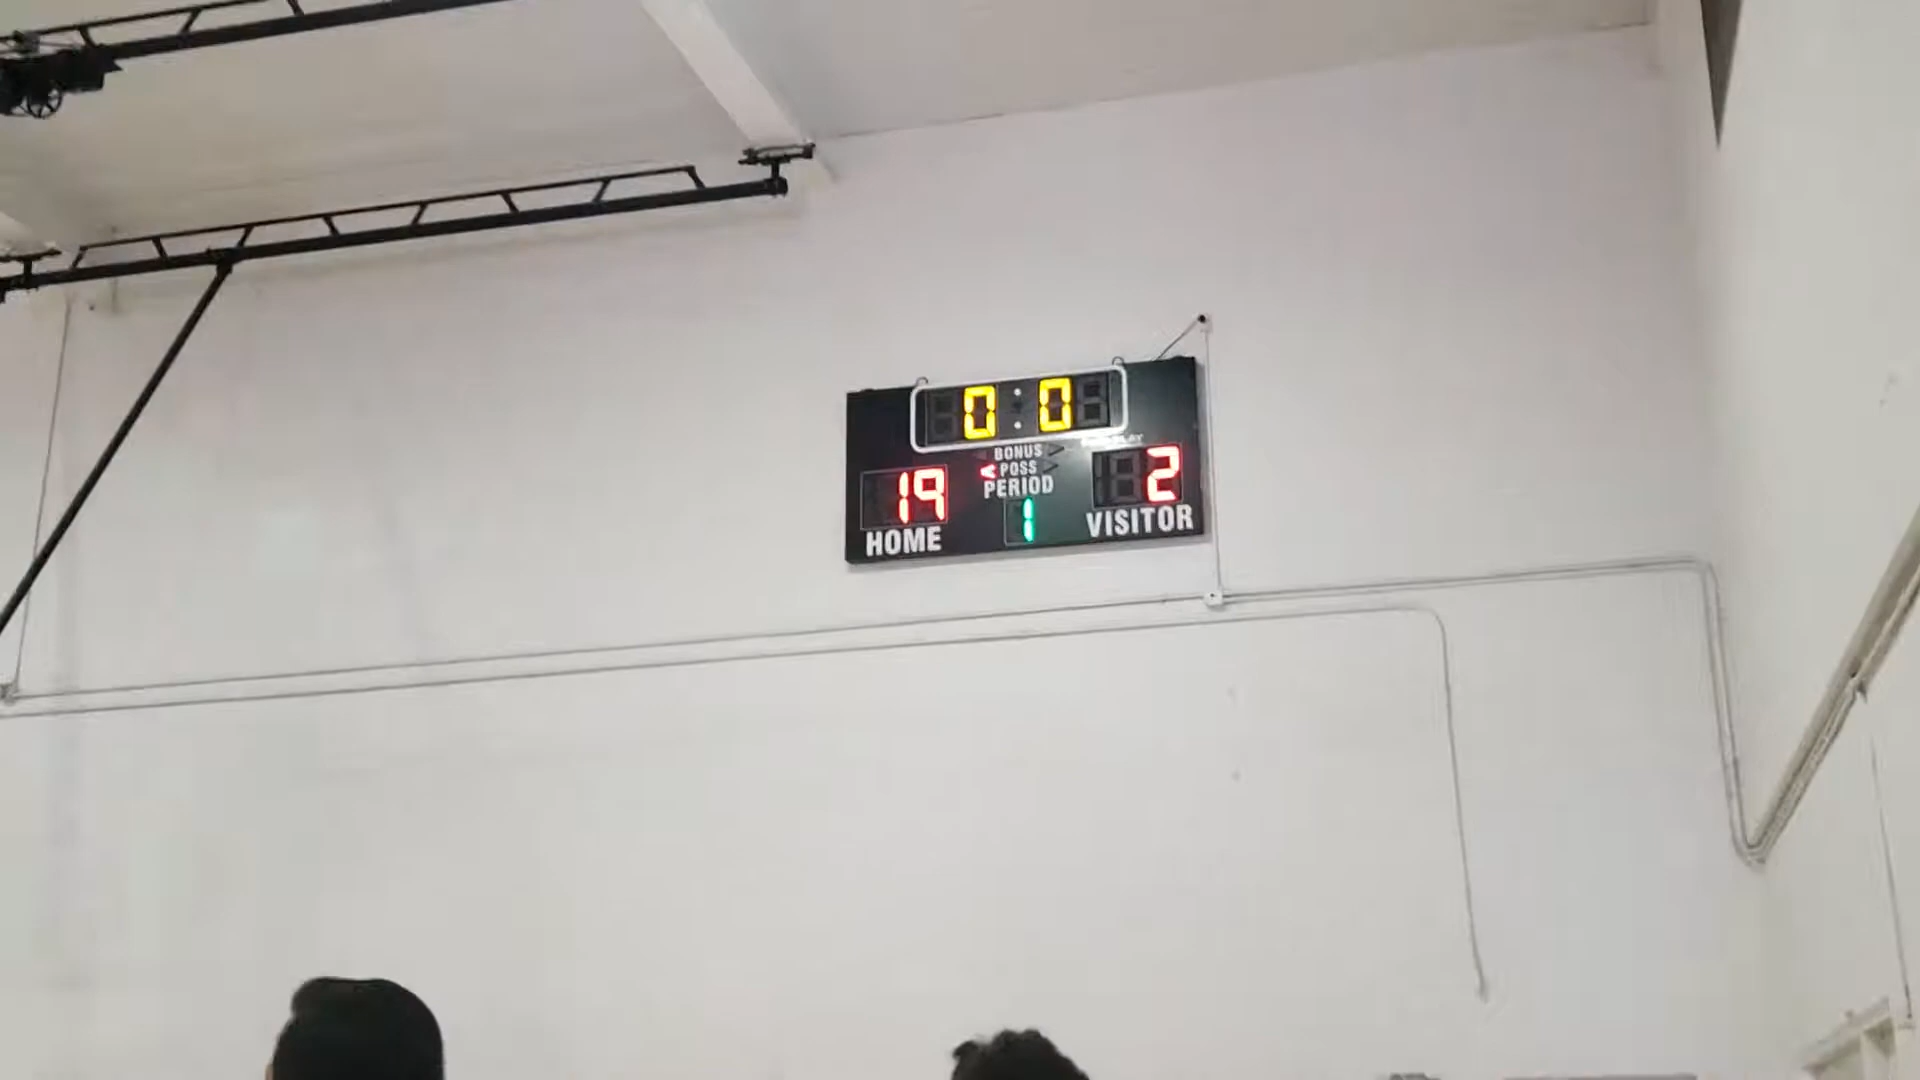 0:0
BONUS
POSS
PERIOD
19 1 2
HOME VISITOR